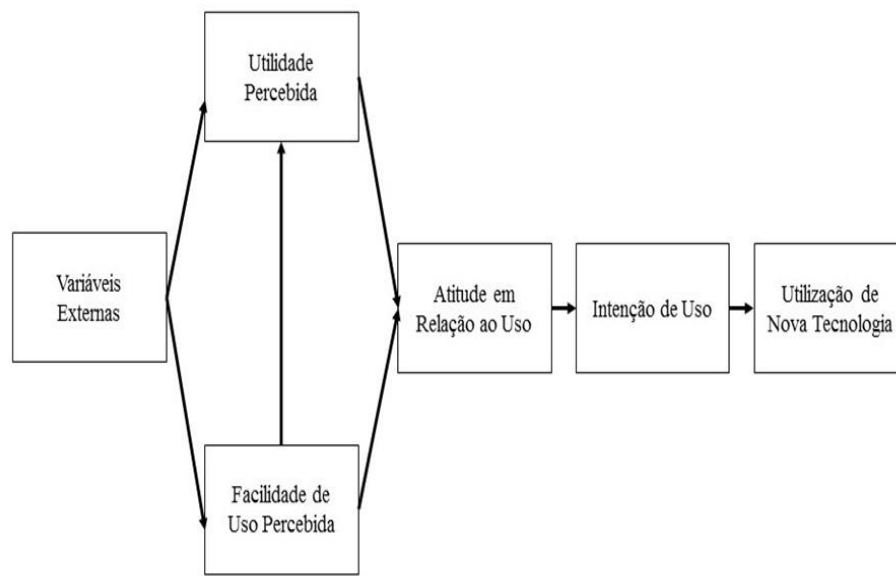 Utilidade
Percebida
Variáveis
Externas
Atitude em
Relação ao Uso
Intenção de Uso
Utilização de
Nova Tecnologia
Facilidade de
Uso Percebida